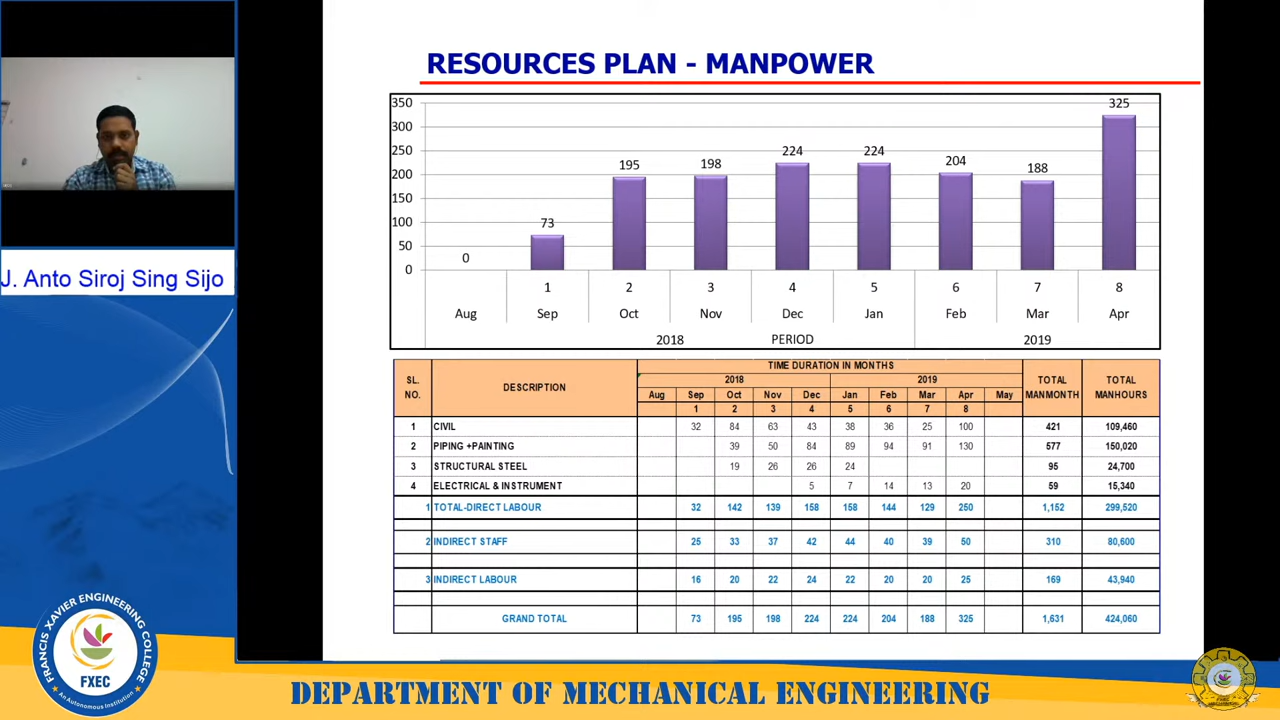 RESOURCES PLAN - MANPOWER
350
300
250
200
150
100
50
0
0 73 195 198 224 224 204 188 325
1 2 3 4 5 6 7 8
Aug Sep Oct Nov Dec Jan Feb Mar Apr
2018 PERIOD 2019
J. Anto Siroj Sing Sijo
SL. NO. DESCRIPTION TIME DURATION IN MONTHS TOTAL MANMONTH TOTAL MANHOURS
2018 2019
Aug Sep Oct Nov Dec Jan Feb Mar Apr May
1 2 3 4 5 6 7 8
1 CIVIL 32 84 63 43 38 36 25 100 421 109,460
2 PIPING +PAINTING 39 50 84 89 94 91 130 577 150,020
3 STRUCTURAL STEEL 19 26 26 24 95 24,700
4 ELECTRICAL & INSTRUMENT 5 7 14 13 20 59 15,340
1 TOTAL-DIRECT LABOUR 32 142 139 158 158 144 129 250 1,152 299,520
2 INDIRECT STAFF 25 33 37 42 44 40 39 50 310 80,600
3 INDIRECT LABOUR 16 20 22 24 22 20 20 25 169 43,940
GRAND TOTAL 73 195 198 224 224 204 188 325 1,631 424,060
FRANCIS XAVIER ENGINEERING COLLEGE
FXEC
An Autonomous Institution
DEPARTMENT OF MECHANICAL ENGINEERING